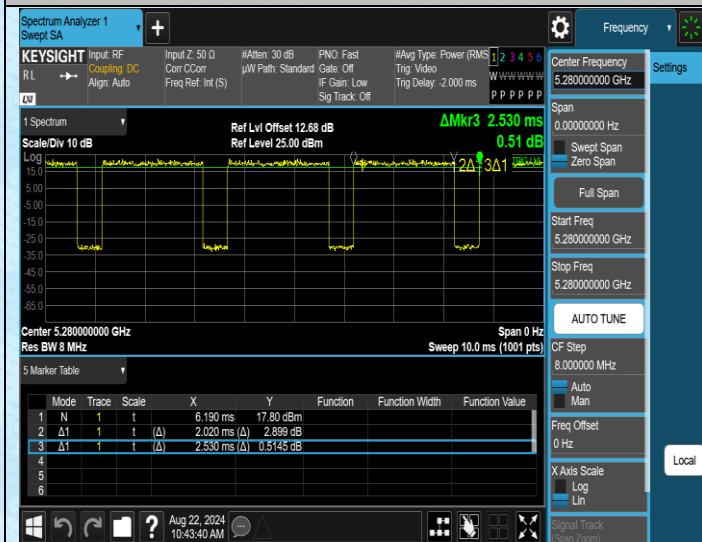 Spectrum Analyzer 1
Swept SA
+
Frequency
KEYSIGHT
RL
LXI
Input: RF
Coupling: DC
Align: Auto
Input Z: 50 Ω
Corr CCorr
Freq Ref: Int (S)
#Atten: 30 dB
µW Path: Standard
PNO: Fast
Gate: Off
IF Gain: Low
Sig Track: Off
#Avg Type: Power (RMS
Trig: Video
Trig Delay: -2.000 ms
1 2 3 4 5 6
W W W W W W
P P P P P P
1 Spectrum
Scale/Div 10 dB
Ref Lvl Offset 12.68 dB
Ref Level 25.00 dBm
ΔMkr3 2.530 ms
0.51 dB
Log
15.0
5.00
-5.00
-15.0
-25.0
-35.0
-45.0
-55.0
-65.0
2Δ1
3Δ1
TRIG LVL
Center 5.280000000 GHz
Res BW 8 MHz
Span 0 Hz
Sweep 10.0 ms (1001 pts)
5 Marker Table
Mode Trace Scale X Y Function Function Width Function Value
1 N 1 t 6.190 ms 17.80 dBm
2 Δ1 1 t (Δ) 2.020 ms (Δ) 2.899 dB
3 Δ1 1 t (Δ) 2.530 ms (Δ) 0.5145 dB
4
5
6
?
Aug 22, 2024
10:43:40 AM
Center Frequency
5.280000000 GHz
Span
0.00000000 Hz
Swept Span
Zero Span
Full Span
Start Freq
5.280000000 GHz
Stop Freq
5.280000000 GHz
AUTO TUNE
CF Step
8.000000 MHz
Auto
Man
Freq Offset
0 Hz
X Axis Scale
Log
Lin
Signal Track
(Span Zoom)
Settings
Local